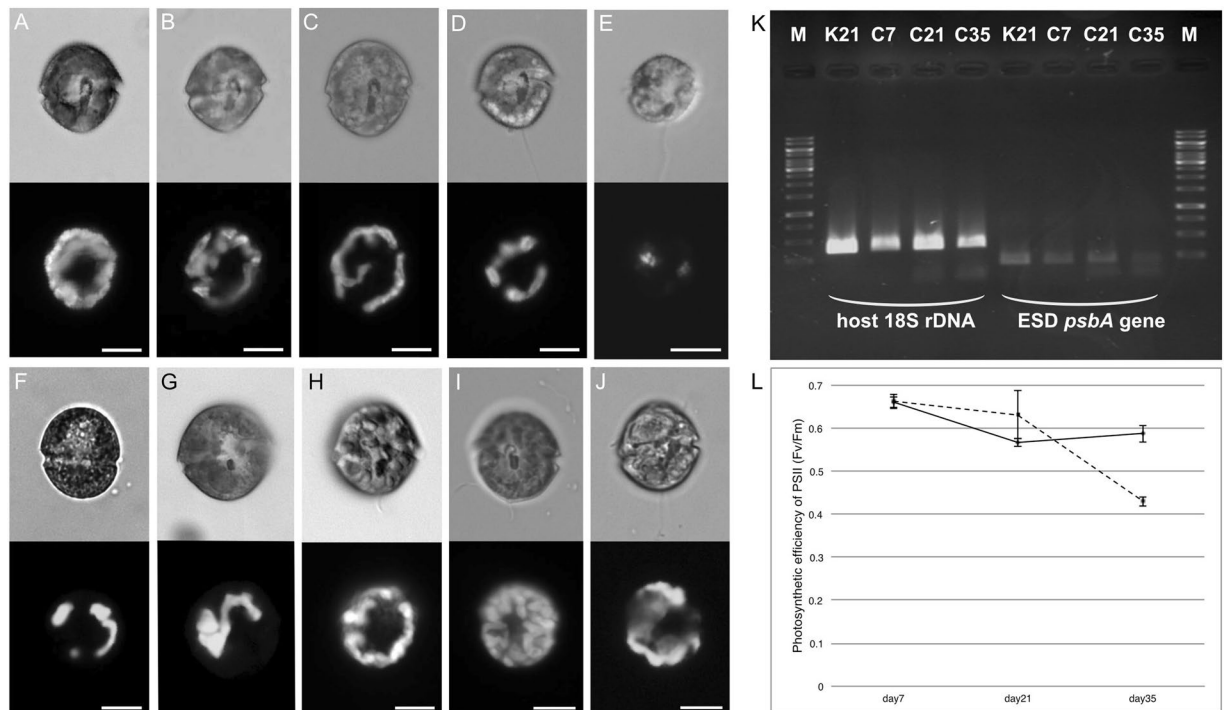 A B C D E
F G H I J
K
M K21 C7 C21 C35 K21 C7 C21 C35 M
host 18S rDNA ESD psbA gene
L
Photosynthetic efficiency of PSII (Fv/Fm)
0.7
0.6
0.5
0.4
0.3
0.2
0.1
0
day7 day21 day35